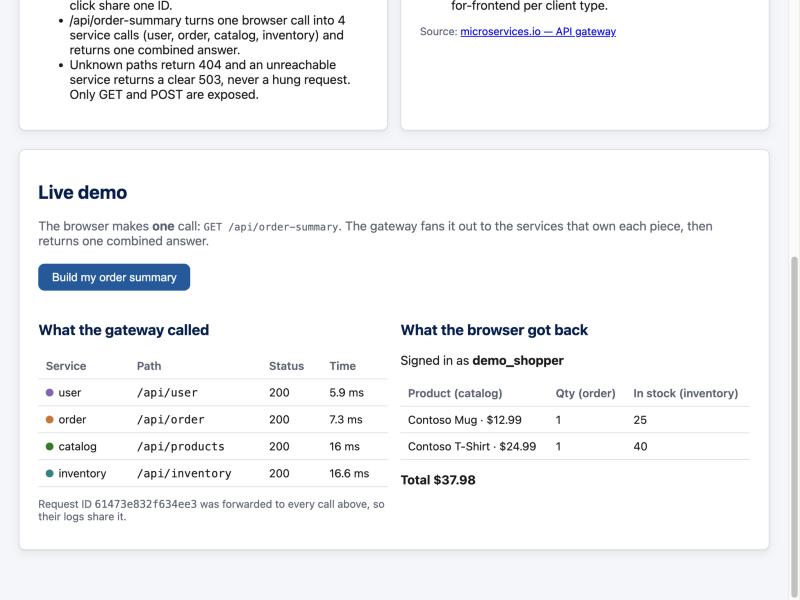 click share one ID.
• /api/order-summary turns one browser call into 4
service calls (user, order, catalog, inventory) and
returns one combined answer.
• Unknown paths return 404 and an unreachable
service returns a clear 503, never a hung request.
Only GET and POST are exposed.
for-frontend per client type.
Source: microservices.io — API gateway
Live demo
The browser makes one call: GET /api/order-summary. The gateway fans it out to the services that own each piece, then
returns one combined answer.
Build my order summary
What the gateway called
Service Path Status Time
user /api/user 200 5.9 ms
order /api/order 200 7.3 ms
catalog /api/products 200 16 ms
inventory /api/inventory 200 16.6 ms
Request ID 61473e832f634ee3 was forwarded to every call above, so
their logs share it.
What the browser got back
Signed in as demo_shopper
Product (catalog) Qty (order) In stock (inventory)
Contoso Mug · $12.99 1 25
Contoso T-Shirt · $24.99 1 40
Total $37.98